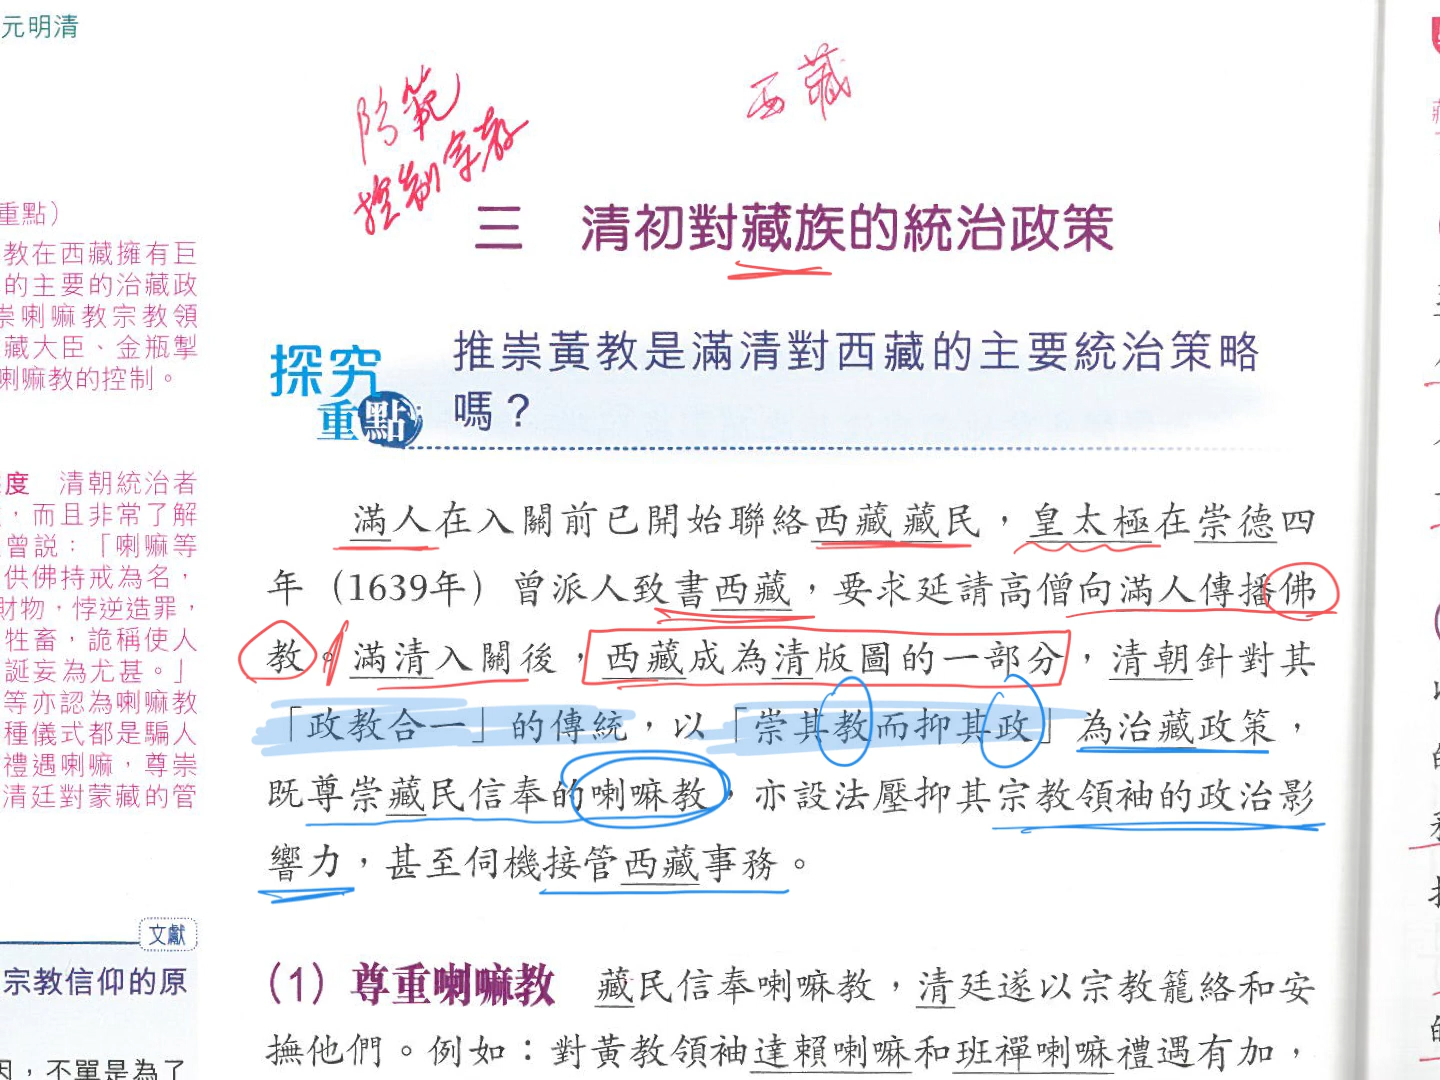 元明清
防範
控制宗教
西藏
三 清初對藏族的統治政策
探究
重點
推崇黃教是滿清對西藏的主要統治策略
嗎？
滿人在入關前已開始聯絡西藏藏民，皇太極在崇德四
年（1639年）曾派人致書西藏，要求延請高僧向滿人傳播佛
教。滿清入關後，西藏成為清版圖的一部分，清朝針對其
「政教合一」的傳統，以「崇其教而抑其政」為治藏政策，
既尊崇藏民信奉的喇嘛教，亦設法壓抑其宗教領袖的政治影
響力，甚至伺機接管西藏事務。
（1）尊重喇嘛教 藏民信奉喇嘛教，清廷遂以宗教籠絡和安
撫他們。例如：對黃教領袖達賴喇嘛和班禪喇嘛禮遇有加，
重點）
教在西藏擁有巨
的主要的治藏政
崇喇嘛教宗教領
藏大臣、金瓶掣
喇嘛教的控制。
度 清朝統治者
，而且非常了解
曾說：「喇嘛等
供佛持戒為名，
財物，悖逆造罪，
牲畜，詭稱使人
誕妄為尤甚。」
等亦認為喇嘛教
種儀式都是騙人
禮遇喇嘛，尊崇
清廷對蒙藏的管
文獻
宗教信仰的原
因，不單是為了